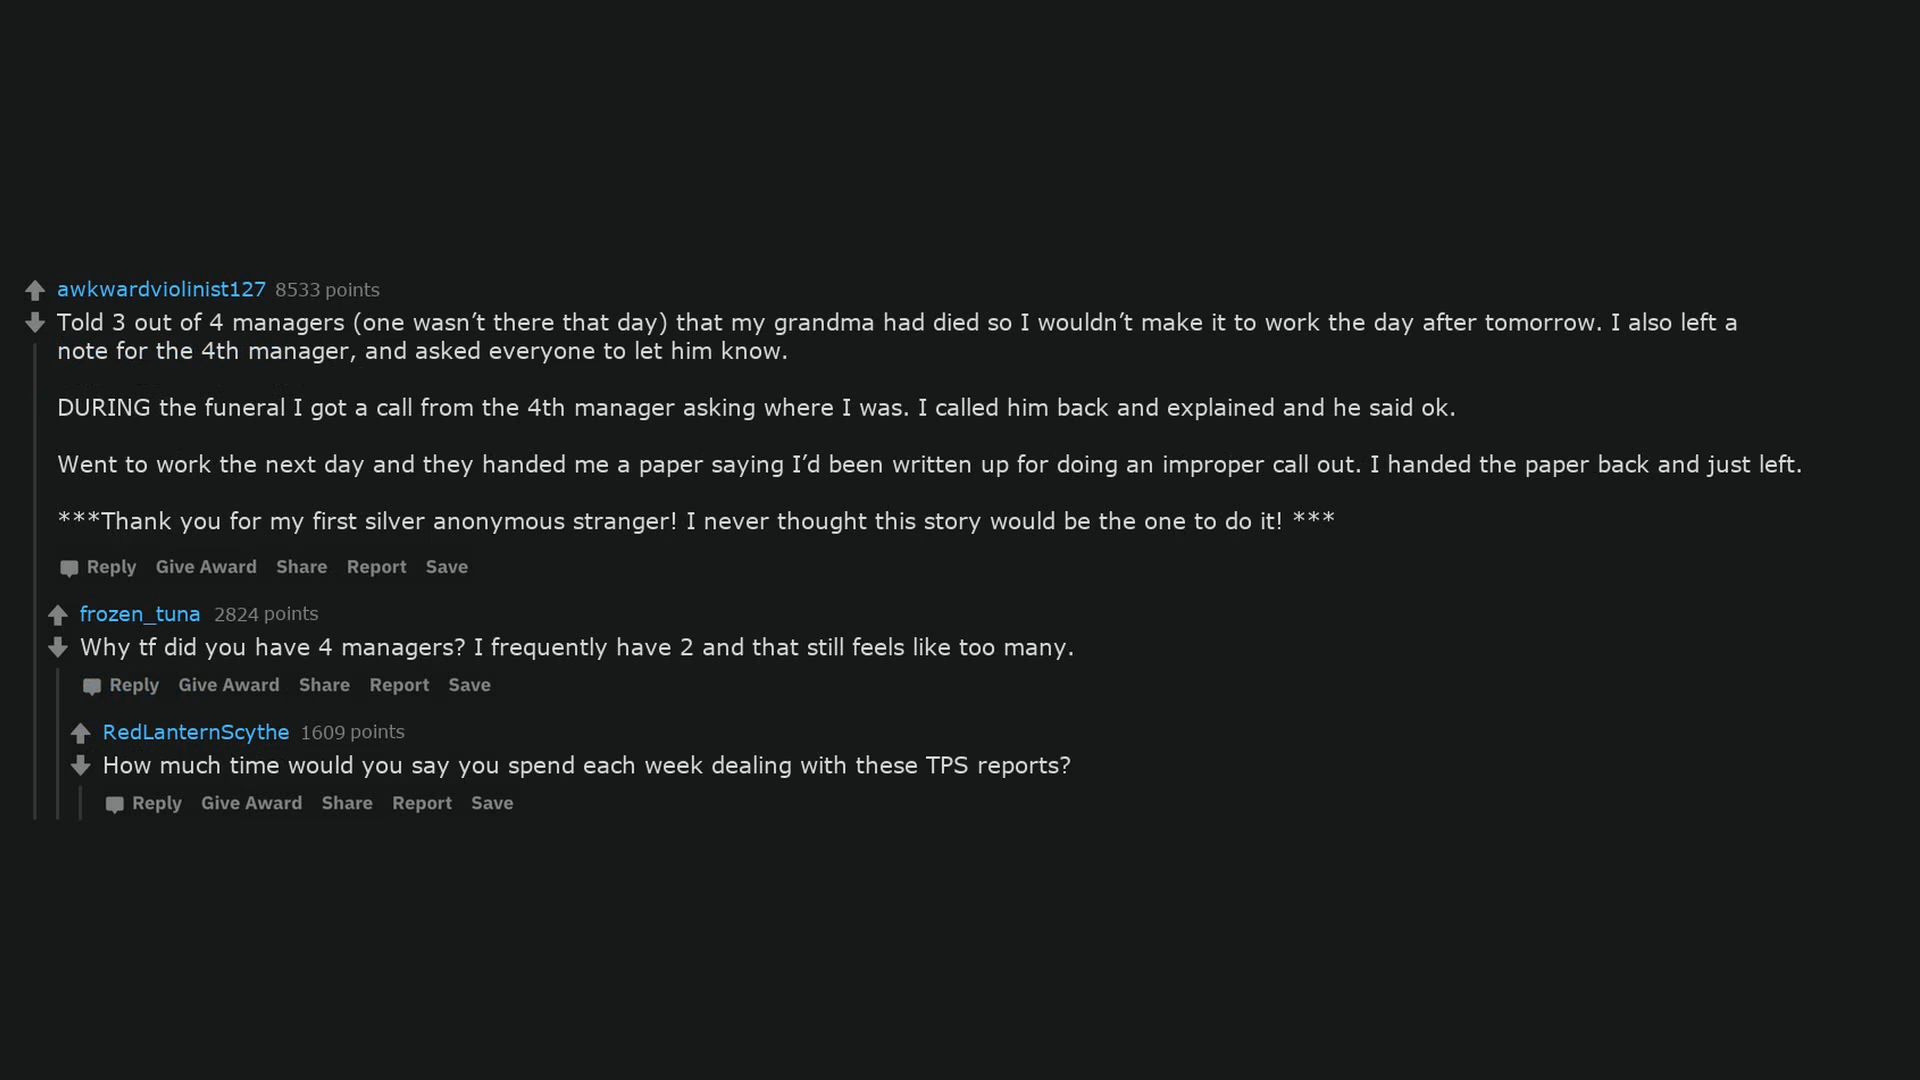 awkwardviolinist127 8533 points
Told 3 out of 4 managers (one wasn’t there that day) that my grandma had died so I wouldn’t make it to work the day after tomorrow. I also left a
note for the 4th manager, and asked everyone to let him know.
DURING the funeral I got a call from the 4th manager asking where I was. I called him back and explained and he said ok.
Went to work the next day and they handed me a paper saying I’d been written up for doing an improper call out. I handed the paper back and just left.
***Thank you for my first silver anonymous stranger! I never thought this story would be the one to do it! ***
Reply Give Award Share Report Save
frozen_tuna 2824 points
Why tf did you have 4 managers? I frequently have 2 and that still feels like too many.
Reply Give Award Share Report Save
RedLanternScythe 1609 points
How much time would you say you spend each week dealing with these TPS reports?
Reply Give Award Share Report Save